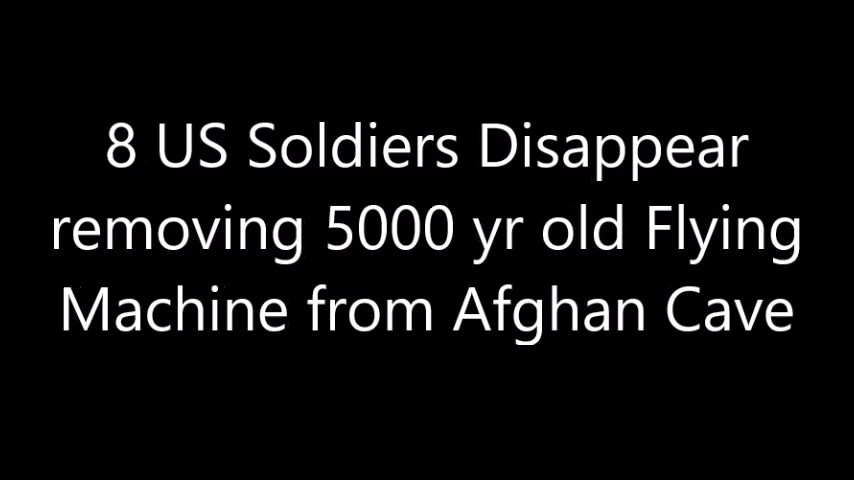 8 US Soldiers Disappear
removing 5000 yr old Flying
Machine from Afghan Cave